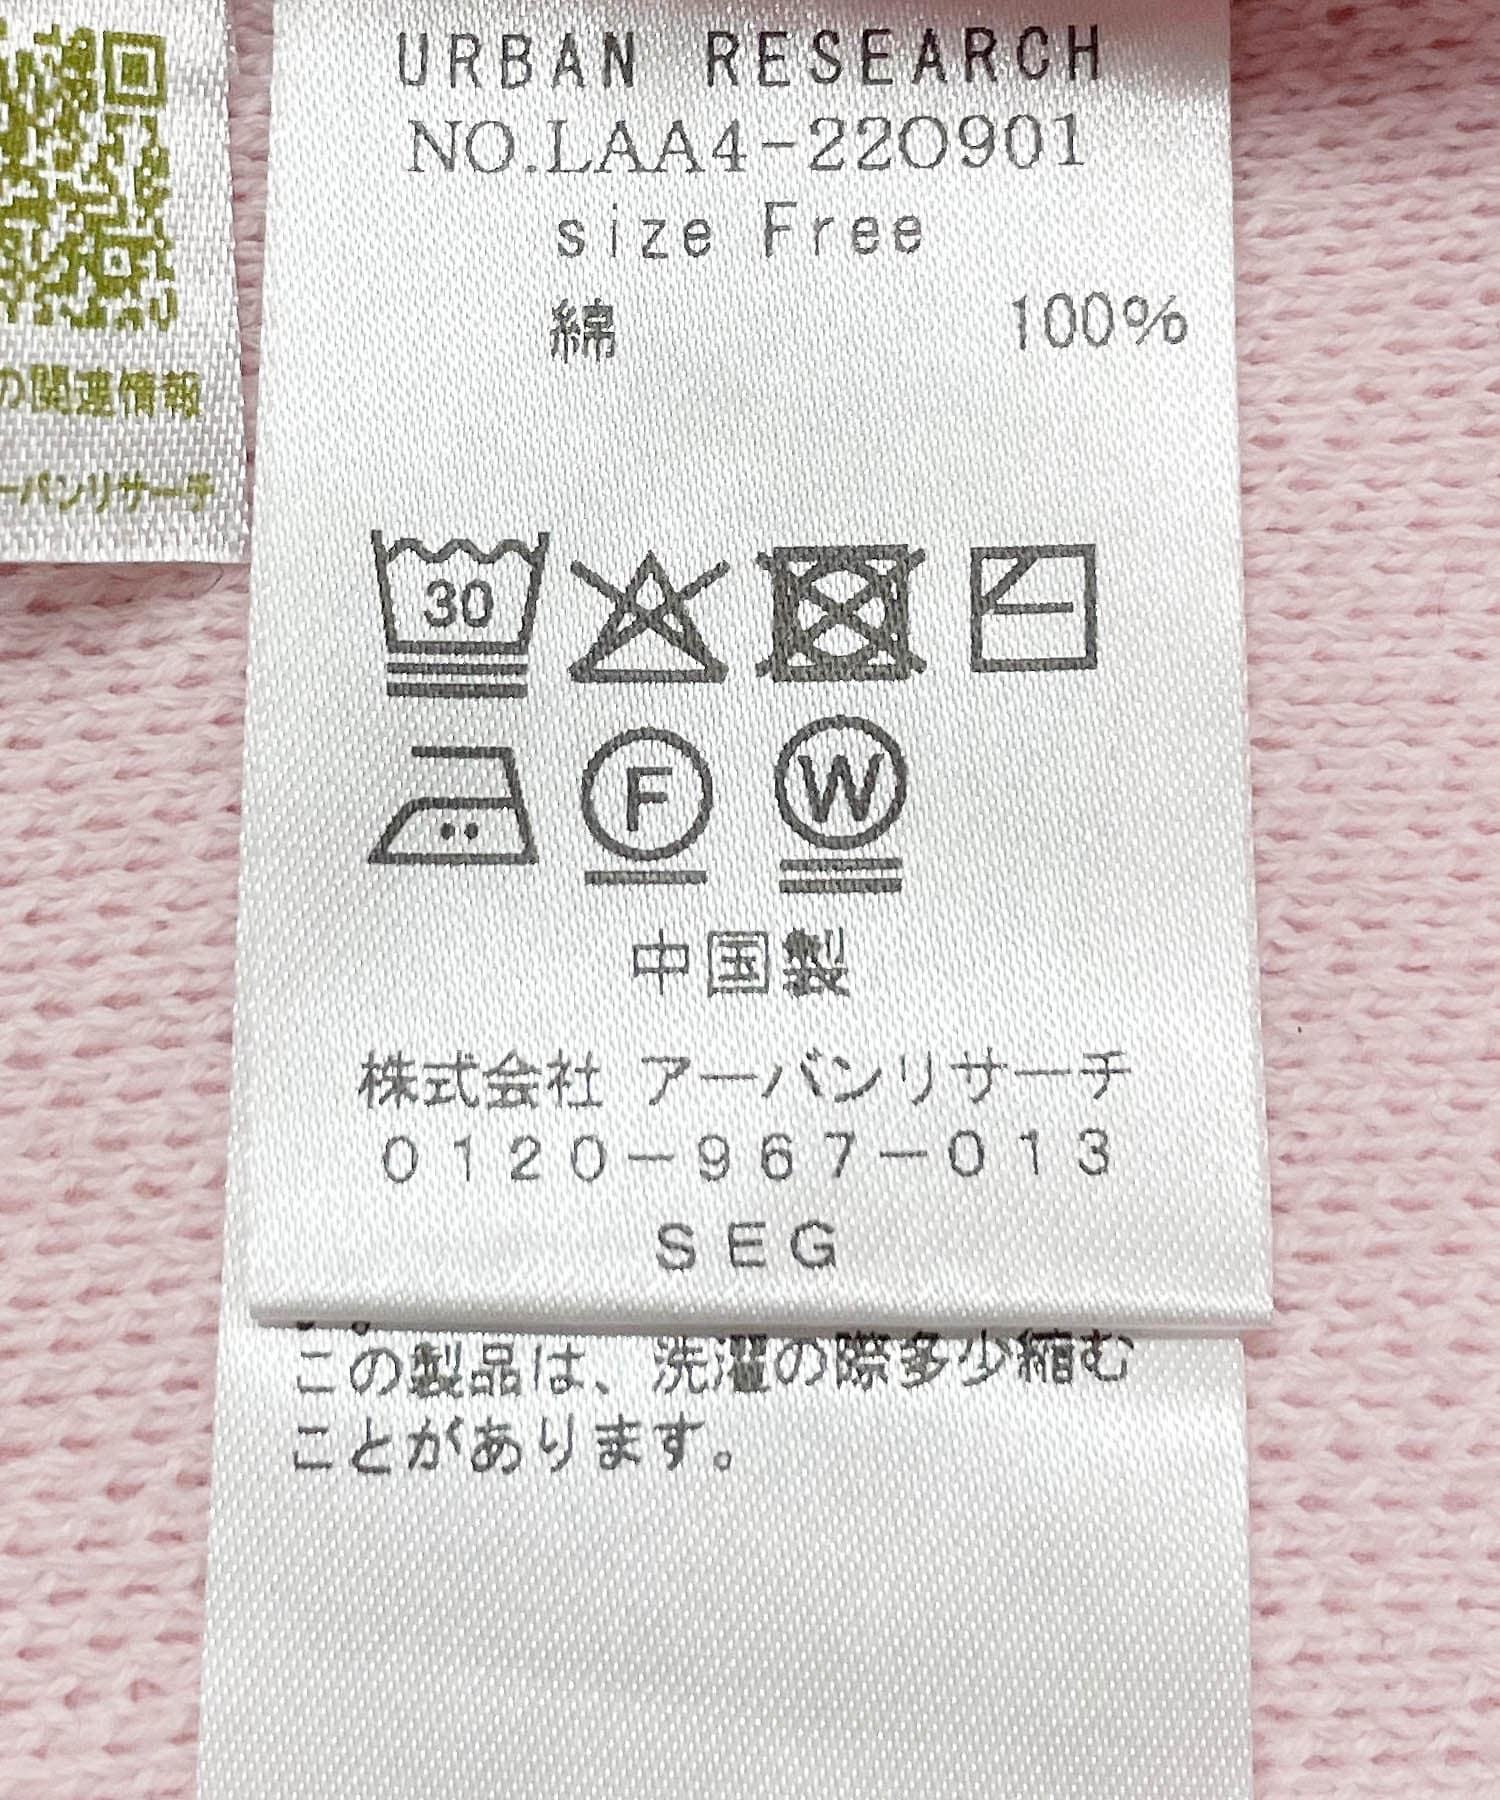 URBAN RESEARCH
NO.LAA4-220901
size Free
綿 100%
30
F
W
中国製
株式会社 アーバンリサーチ
0120-967-013
SEG
この製品は、洗濯の際多少縮む
ことがあります。
の関連情報
ーバンリサーチ